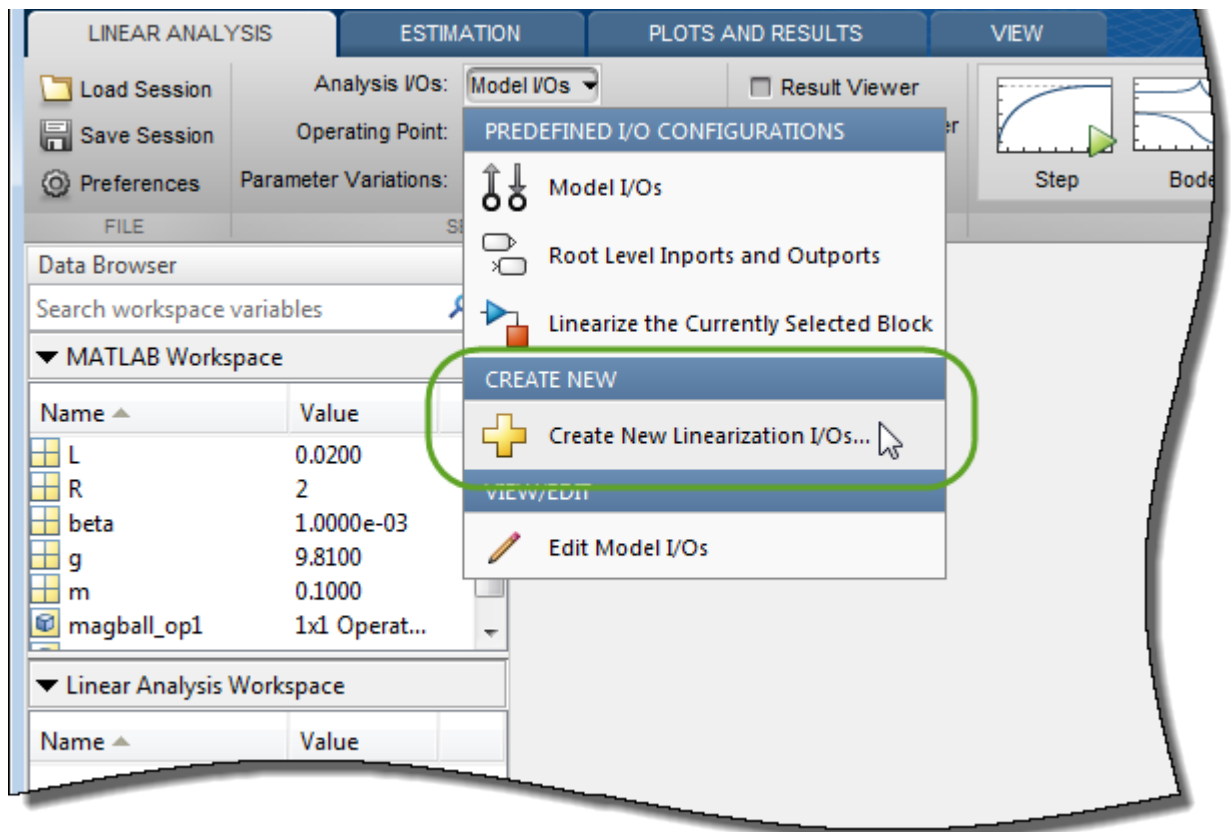 LINEAR ANALYSIS ESTIMATION PLOTS AND RESULTS VIEW
Load Session Analysis I/Os: Model I/Os Result Viewer
Save Session Operating Point:
Preferences Parameter Variations:
FILE
Step
PREDEFINED I/O CONFIGURATIONS
Model I/Os
Root Level Inports and Outports
Linearize the Currently Selected Block
CREATE NEW
Create New Linearization I/Os...
VIEW/EDIT
Edit Model I/Os
Data Browser
Search workspace variables
MATLAB Workspace
Name Value
L 0.0200
R 2
beta 1.0000e-03
g 9.8100
m 0.1000
magball_op1 1x1 Operat...
Linear Analysis Workspace
Name Value